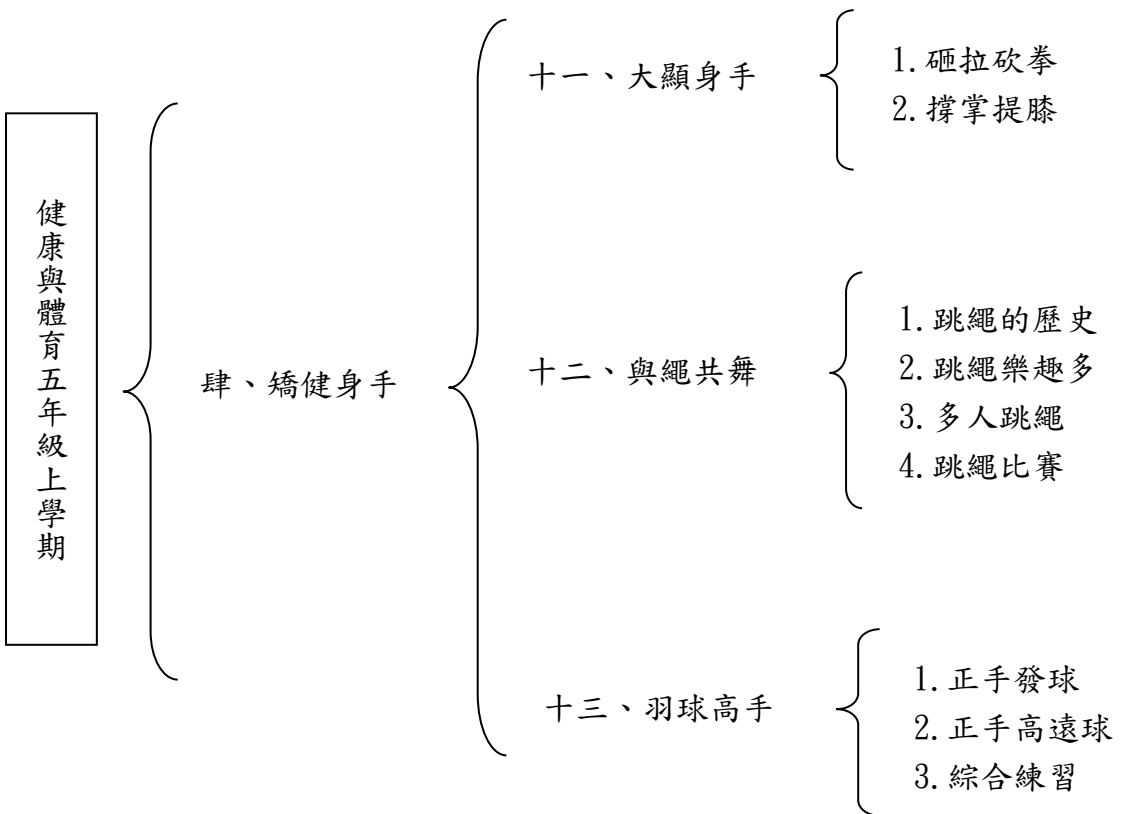 健康與體育五年級上學期
肆、矯健身手
十一、大顯身手
1.砸拉砍拳
2.撐掌提膝
十二、與繩共舞
1.跳繩的歷史
2.跳繩樂趣多
3.多人跳繩
4.跳繩比賽
十三、羽球高手
1.正手發球
2.正手高遠球
3.綜合練習